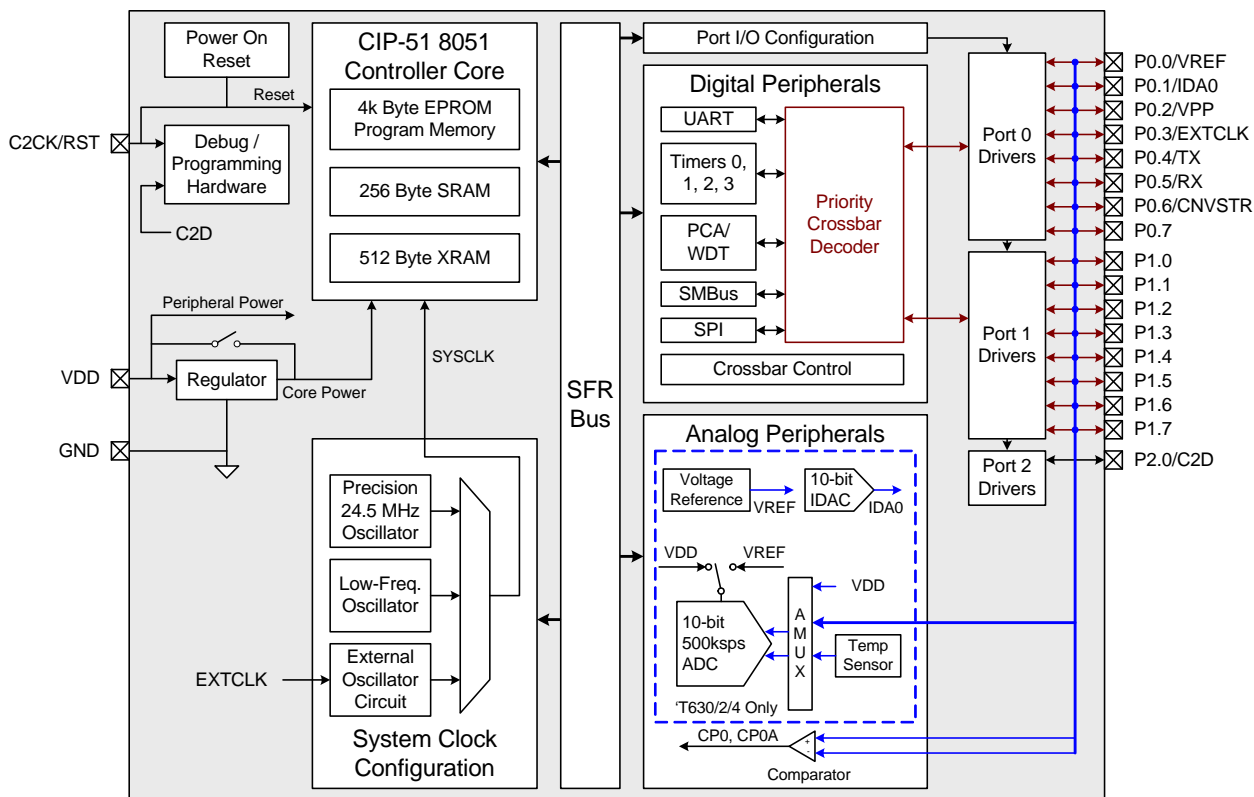 Power On
Reset
Reset
C2CK/RST
Debug /
Programming
Hardware
C2D
Peripheral Power
VDD
Regulator
Core Power
GND
CIP-51 8051
Controller Core
4k Byte EPROM
Program Memory
256 Byte SRAM
512 Byte XRAM
SYSCLK
Precision
24.5 MHz
Oscillator
Low-Freq.
Oscillator
EXTCLK
External
Oscillator
Circuit
System Clock
Configuration
SFR
Bus
Port I/O Configuration
Digital Peripherals
UART
Timers 0,
1, 2, 3
PCA/
WDT
SMBus
SPI
Priority
Crossbar
Decoder
Crossbar Control
Analog Peripherals
Voltage
Reference
VREF
10-bit
IDAC
IDA0
VDD
VREF
10-bit
500ksps
ADC
A
M
U
X
VDD
Temp
Sensor
‘T630/2/4 Only
CP0, CP0A
+
-
Comparator
Port 0
Drivers
Port 1
Drivers
Port 2
Drivers
P0.0/VREF
P0.1/IDA0
P0.2/VPP
P0.3/EXTCLK
P0.4/TX
P0.5/RX
P0.6/CNVSTR
P0.7
P1.0
P1.1
P1.2
P1.3
P1.4
P1.5
P1.6
P1.7
P2.0/C2D